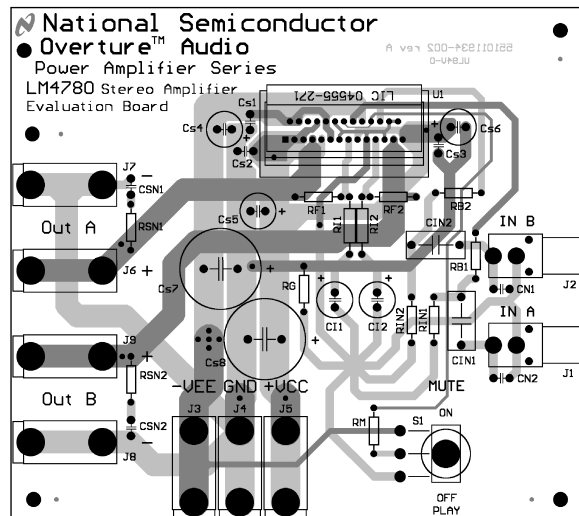 National Semiconductor
Overture™ Audio
Power Amplifier Series
LM4780 Stereo Amplifier
Evaluation Board
551011934-002 rev A
UL94V-0
LIC 04555-271
U1
Cs1
Cs4
Cs2
Cs6
Cs3
J7
CSN1
RSN1
Out A
J6
+
−
Cs5
+
RF1
RI1
RI2
RF2
RB2
CIN2
IN B
RB1
J2
CN1
Cs7
+
RG
+
CI1
+
CI2
RIN2
RIN1
CIN1
IN A
J1
CN2
J9
+
RSN2
Cs8
+
Out B
CSN2
−
J8
-VEE GND +VCC
J3
J4
J5
MUTE
RM
S1
ON
OFF
PLAY